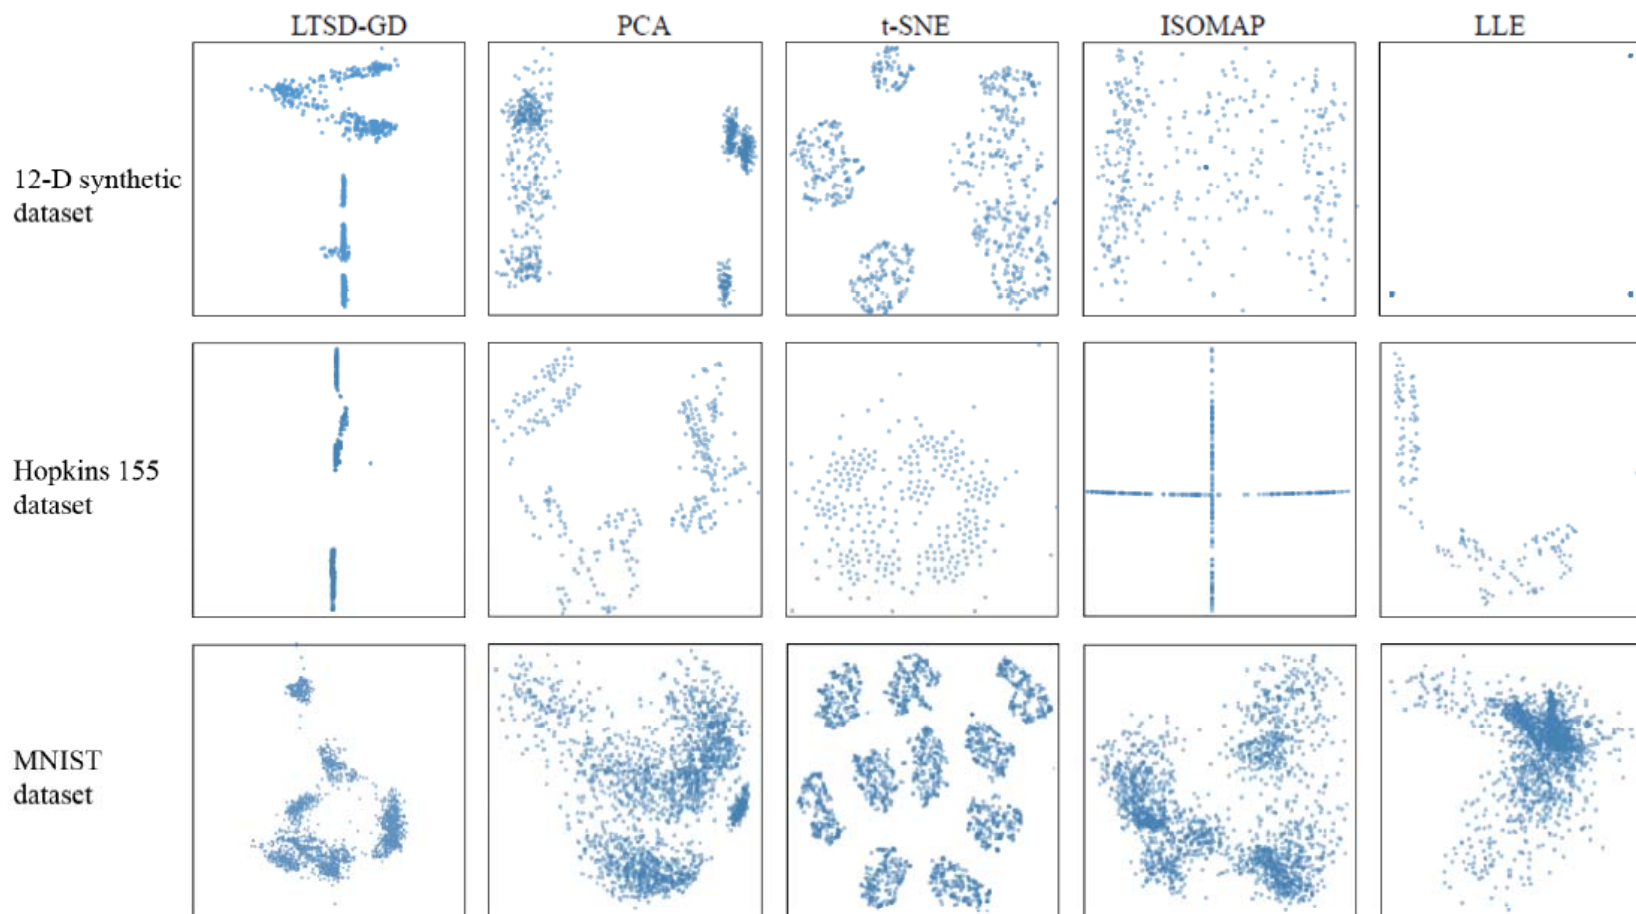 LTSD-GD PCA t-SNE ISOMAP LLE
12-D synthetic
dataset
Hopkins 155
dataset
MNIST
dataset